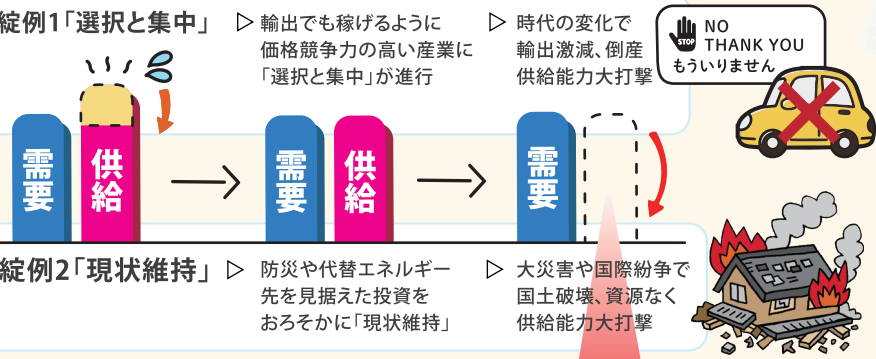 綻例1「選択と集中」
▷ 輸出でも稼げるように
価格競争力の高い産業に
「選択と集中」が進行
▷ 時代の変化で
輸出激減、倒産
供給能力大打撃
STOP
NO
THANK YOU
もういりません
需要
供給
需要
供給
需要
綻例2「現状維持」
▷ 防災や代替エネルギー
先を見据えた投資を
おろそかに「現状維持」
▷ 大災害や国際紛争で
国土破壊、資源なく
供給能力大打撃